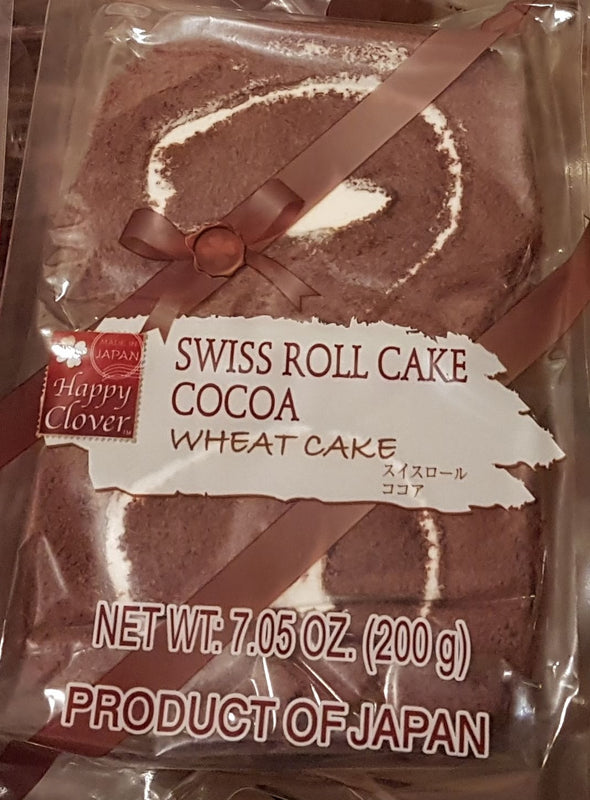 MADE IN
JAPAN
Happy
Clover
SWISS ROLL CAKE
COCOA
WHEAT CAKE
スイスロール
ココア
NET WT: 7.05 OZ. (200 g)
PRODUCT OF JAPAN